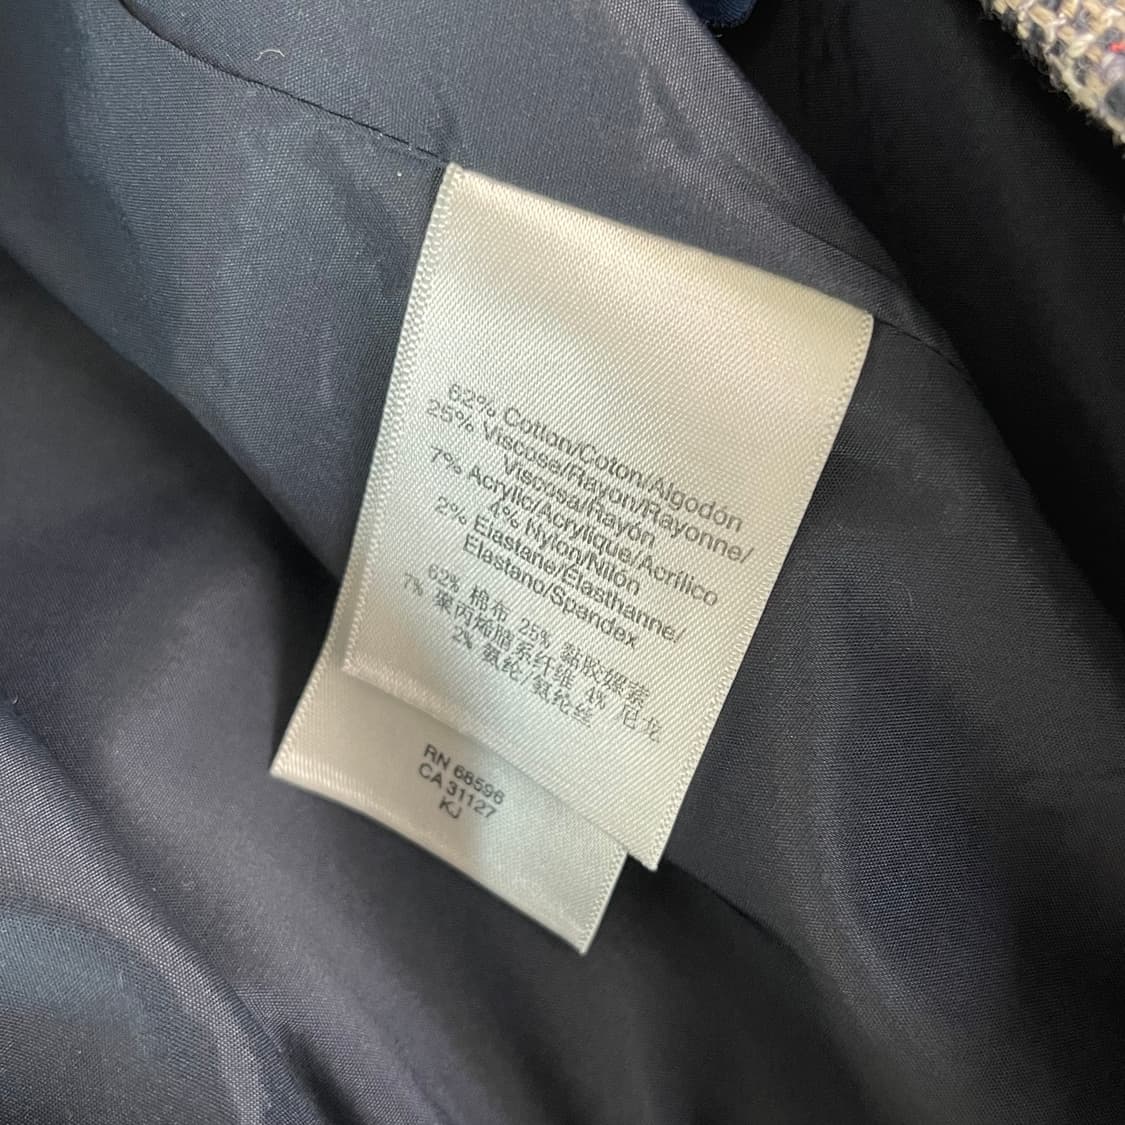 62% Cotton/Coton/Algodón
25% Viscose/Rayon/Rayonne/
Viscosa/Rayón
7% Acrylic/Acrylique/Acrílico
4% Nylon/Nilón
2% Elastane/Elasthanne/
Elastano/Spandex
62% 棉布 25% 黏胶嫘萦
7% 聚丙烯腈系纤维 4% 尼龙
2% 氨纶/氨纶丝
RN 68596
CA 31127
KJ